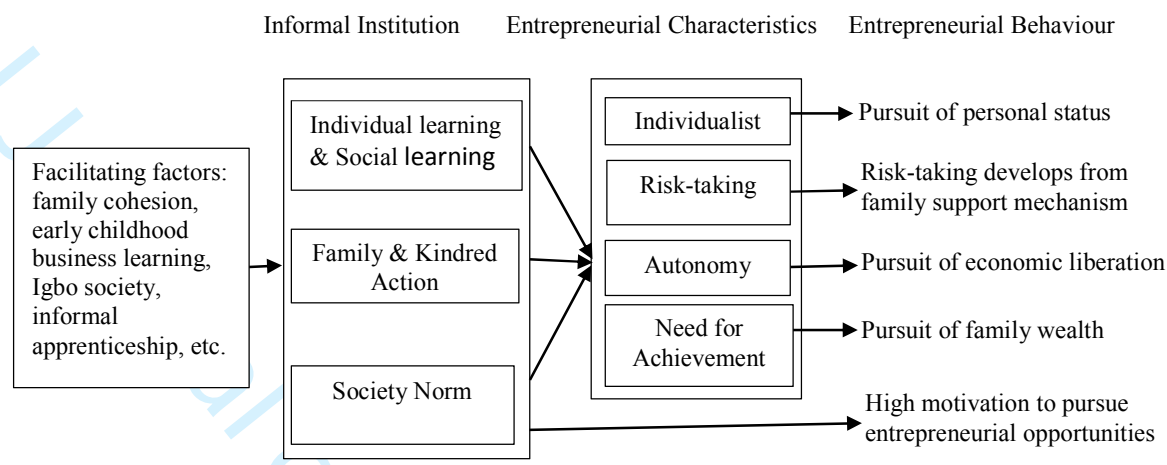 Informal Institution
Entrepreneurial Characteristics
Entrepreneurial Behaviour
Facilitating factors:
family cohesion,
early childhood
business learning,
Igbo society,
informal
apprenticeship, etc.
Individual learning
& Social learning
Family & Kindred
Action
Society Norm
Individualist
Risk-taking
Autonomy
Need for
Achievement
Pursuit of personal status
Risk-taking develops from
family support mechanism
Pursuit of economic liberation
Pursuit of family wealth
High motivation to pursue
entrepreneurial opportunities